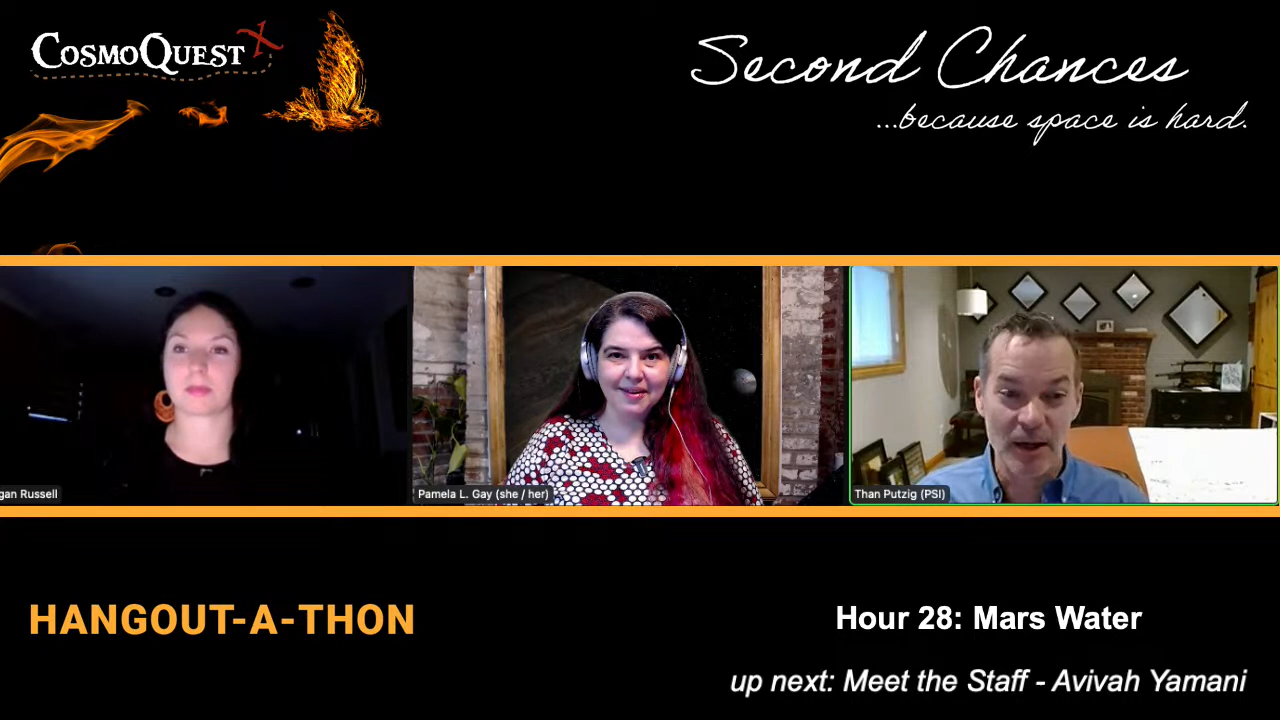 CosmoQuest X
Second Chances
...because space is hard.
gan Russell
Pamela L. Gay (she / her)
Than Putzig (PSI)
HANGOUT-A-THON
Hour 28: Mars Water
up next: Meet the Staff - Avivah Yamani